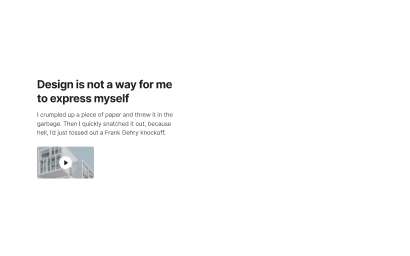 Design is not a way for me
to express myself
I crumpled up a piece of paper and threw it in the
garbage. Then I quickly snatched it out, because
hell, I'd just tossed out a Frank Gehry knockoff.